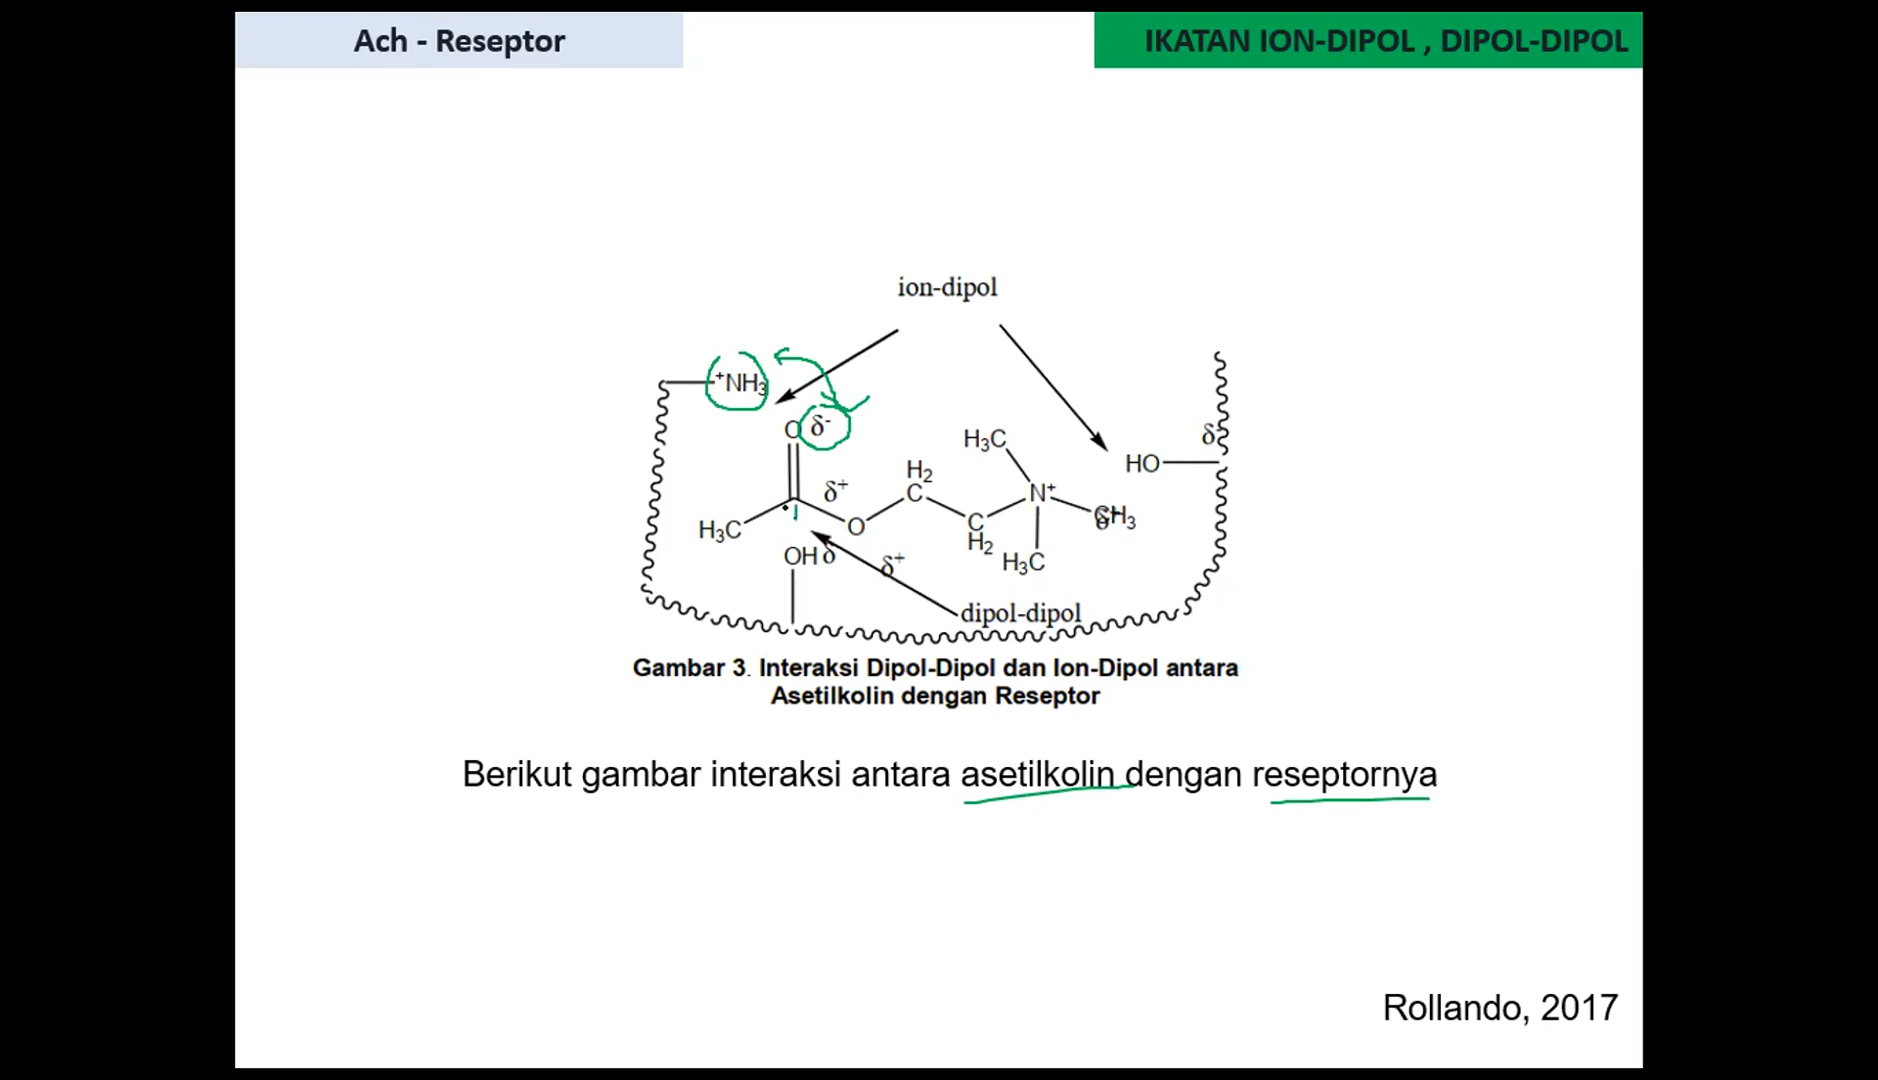 Ach - Reseptor
IKATAN ION-DIPOL , DIPOL-DIPOL
ion-dipol
⁺NH₃
O δ⁻
H₃C
δ
HO
H₂
C
δ⁺
N⁺
H₃C
O
C
H₂
CH₃
δ⁺
H₃C
OH δ
δ⁺
dipol-dipol
Gambar 3. Interaksi Dipol-Dipol dan Ion-Dipol antara
Asetilkolin dengan Reseptor
Berikut gambar interaksi antara asetilkolin dengan reseptornya
Rollando, 2017